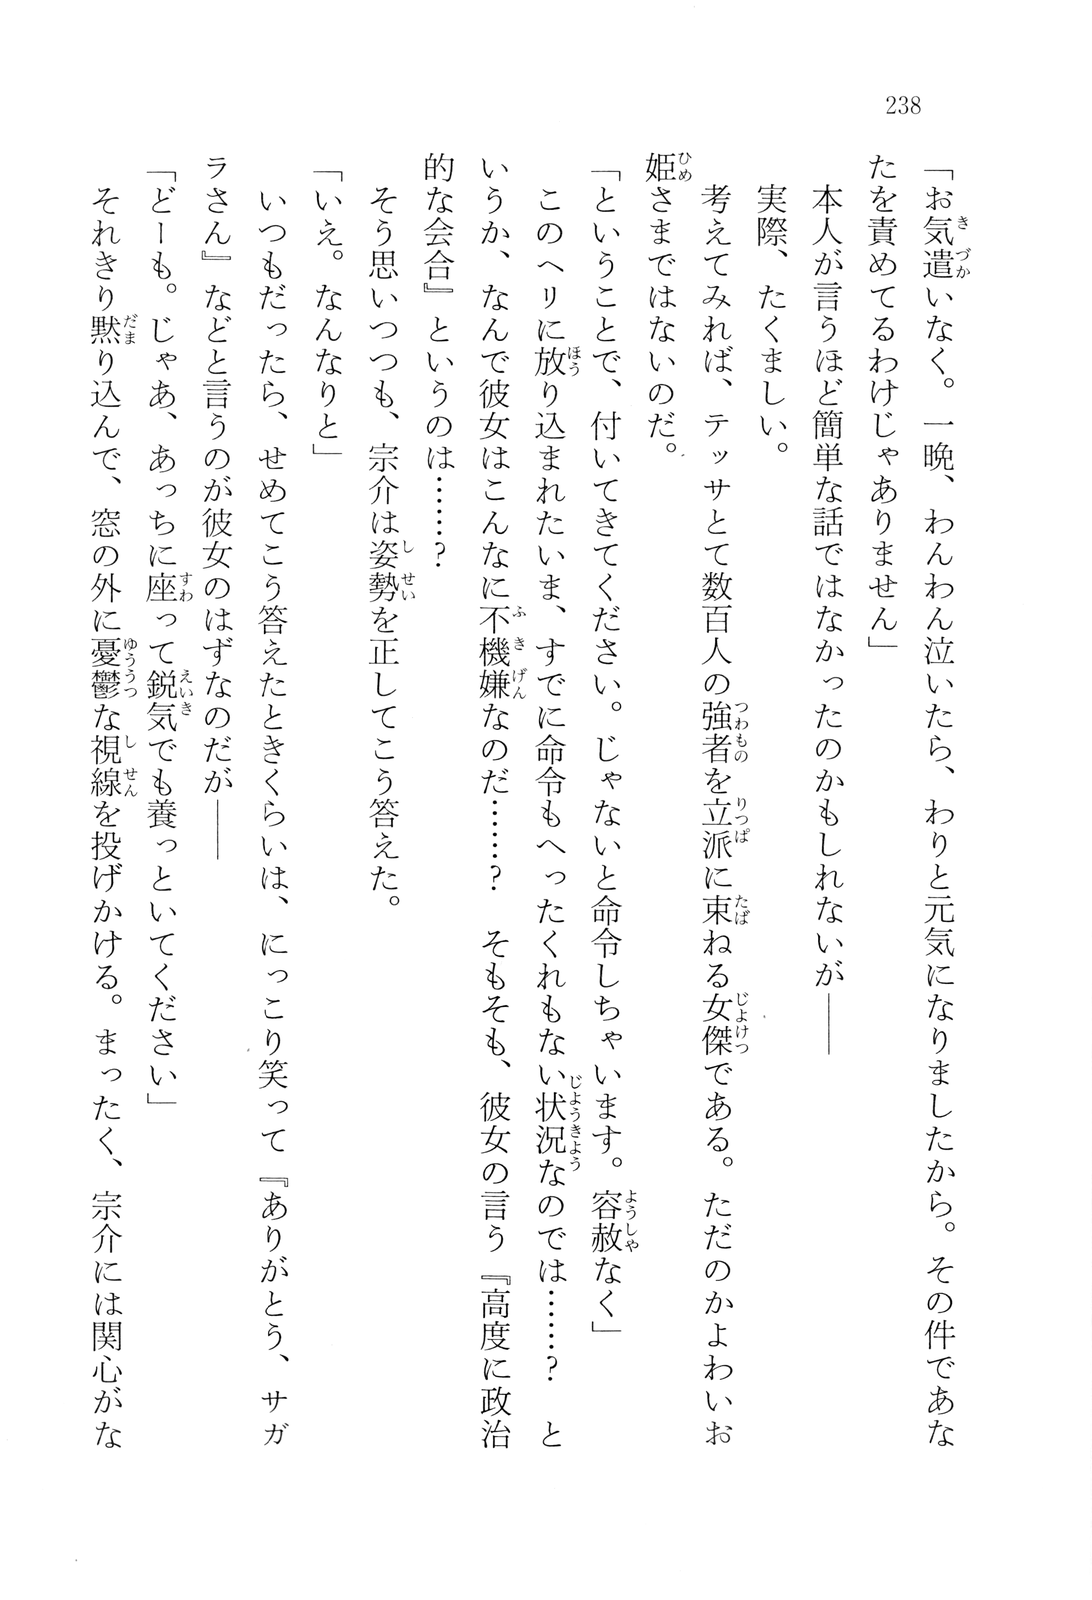 238
「お気遣いなく。一晩、わんわん泣いたら、わりと元気になりましたから。その件であな
たを責めてるわけじゃありません」
　本人が言うほど簡単な話ではなかったのかもしれないが――
　実際、たくましい。
　考えてみれば、テッサとて数百人の強者を立派に束ねる女傑である。ただのかよわいお
姫さまではないのだ。
「ということで、付いてきてください。じゃないと命令しちゃいます。容赦なく」
　このヘリに放り込まれたいま、すでに命令もへったくれもない状況なのでは……？　と
いうか、なんで彼女はこんなに不機嫌なのだ……？　そもそも、彼女の言う『高度に政治
的な会合』というのは……？
　そう思いつつも、宗介は姿勢を正してこう答えた。
「いえ。なんなりと」
　いつもだったら、せめてこう答えたときくらいは、にっこり笑って『ありがとう、サガ
ラさん』などと言うのが彼女のはずなのだが――
「どーも。じゃあ、あっちに座って鋭気でも養っといてください」
　それきり黙り込んで、窓の外に憂鬱な視線を投げかける。まったく、宗介には関心がな